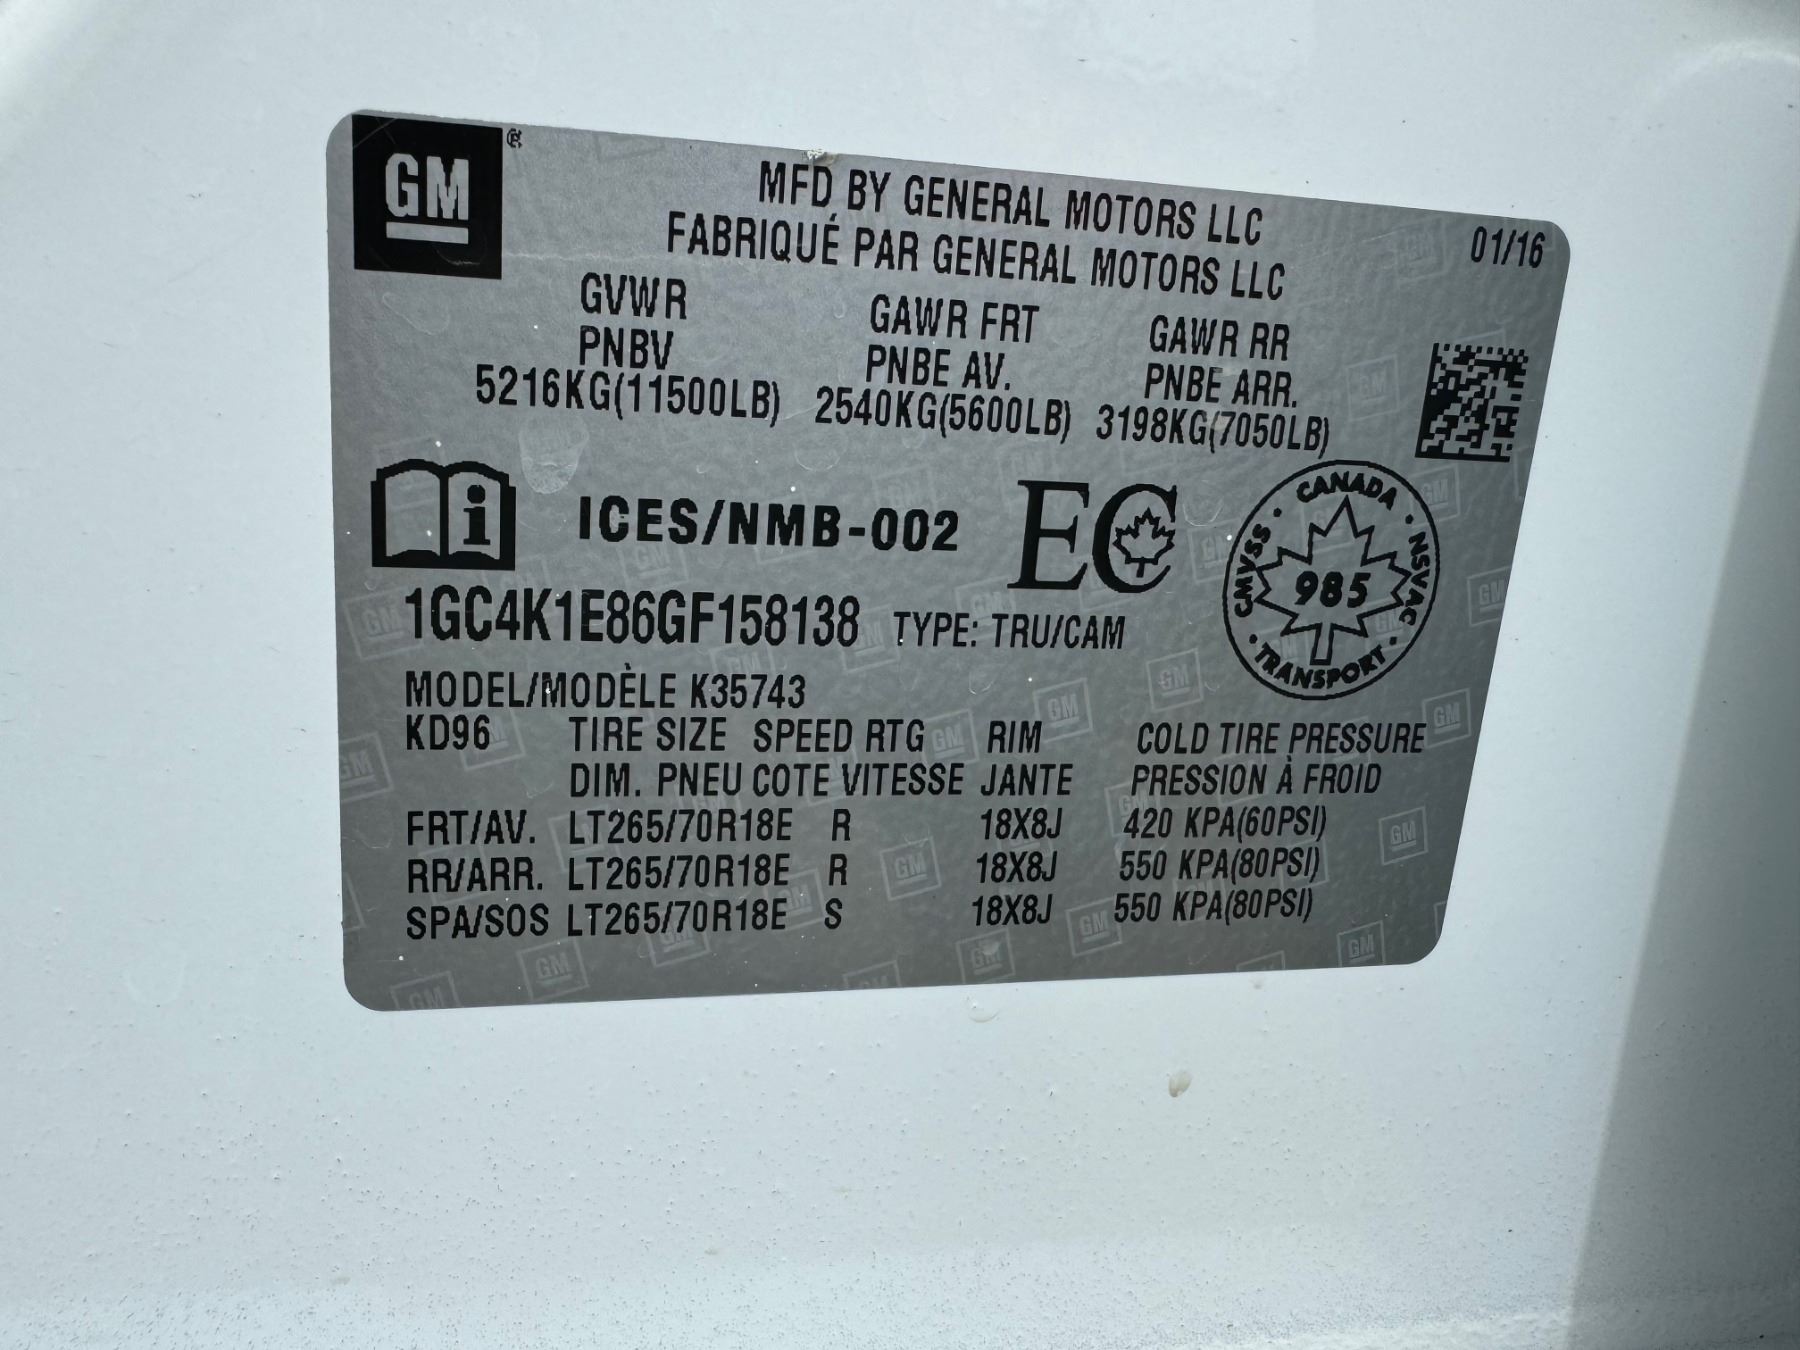 GM
MFD BY GENERAL MOTORS LLC
FABRIQUÉ PAR GENERAL MOTORS LLC
01/16
GVWR GAWR FRT GAWR RR
PNBV PNBE AV. PNBE ARR.
5216KG(11500LB) 2540KG(5600LB) 3198KG(7050LB)
i ICES/NMB-002 EC
CANADA
CMVSS · NSVAC
985
TRANSPORT
1GC4K1E86GF158138 TYPE: TRU/CAM
MODEL/MODÈLE K35743
KD96 TIRE SIZE SPEED RTG RIM COLD TIRE PRESSURE
DIM. PNEU COTE VITESSE JANTE PRESSION À FROID
FRT/AV. LT265/70R18E R 18X8J 420 KPA(60PSI)
RR/ARR. LT265/70R18E R 18X8J 550 KPA(80PSI)
SPA/SOS LT265/70R18E S 18X8J 550 KPA(80PSI)